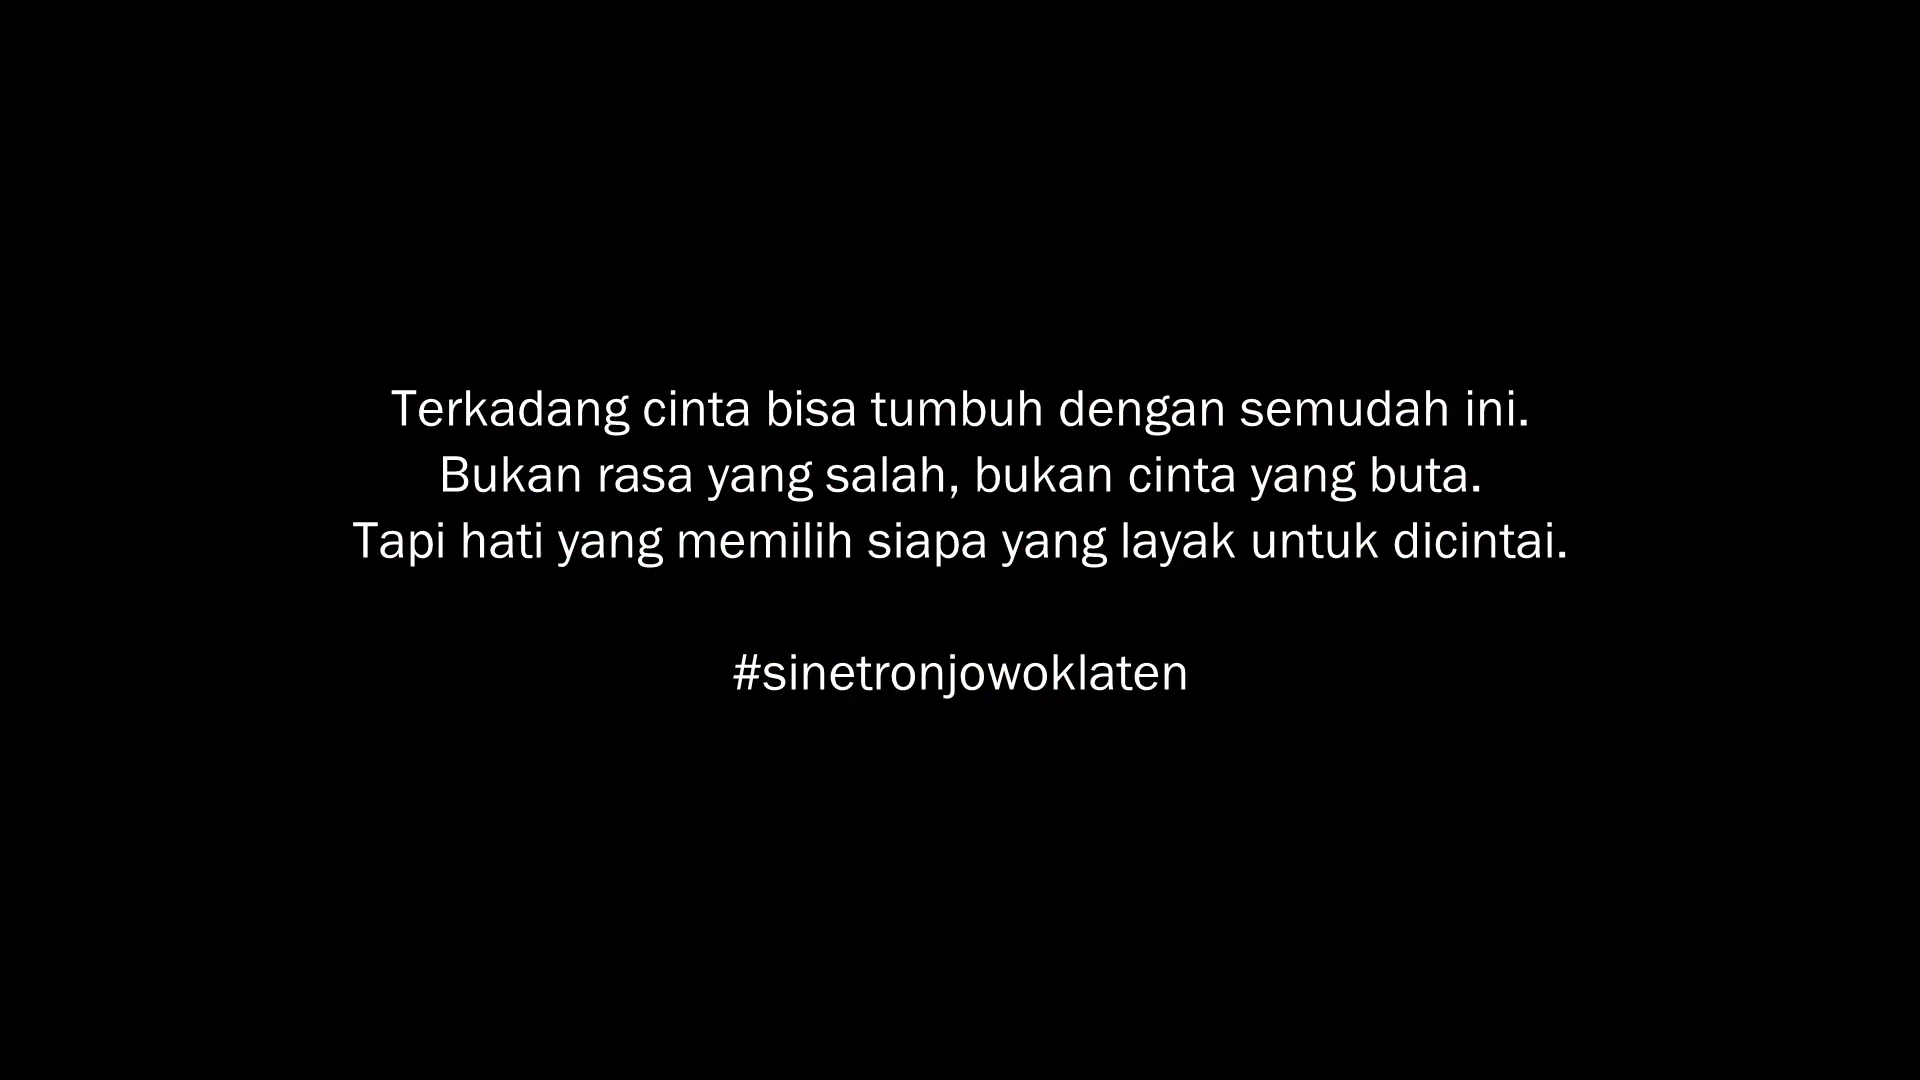 Terkadang cinta bisa tumbuh dengan semudah ini.
Bukan rasa yang salah, bukan cinta yang buta.
Tapi hati yang memilih siapa yang layak untuk dicintai.
#sinetronjowoklaten